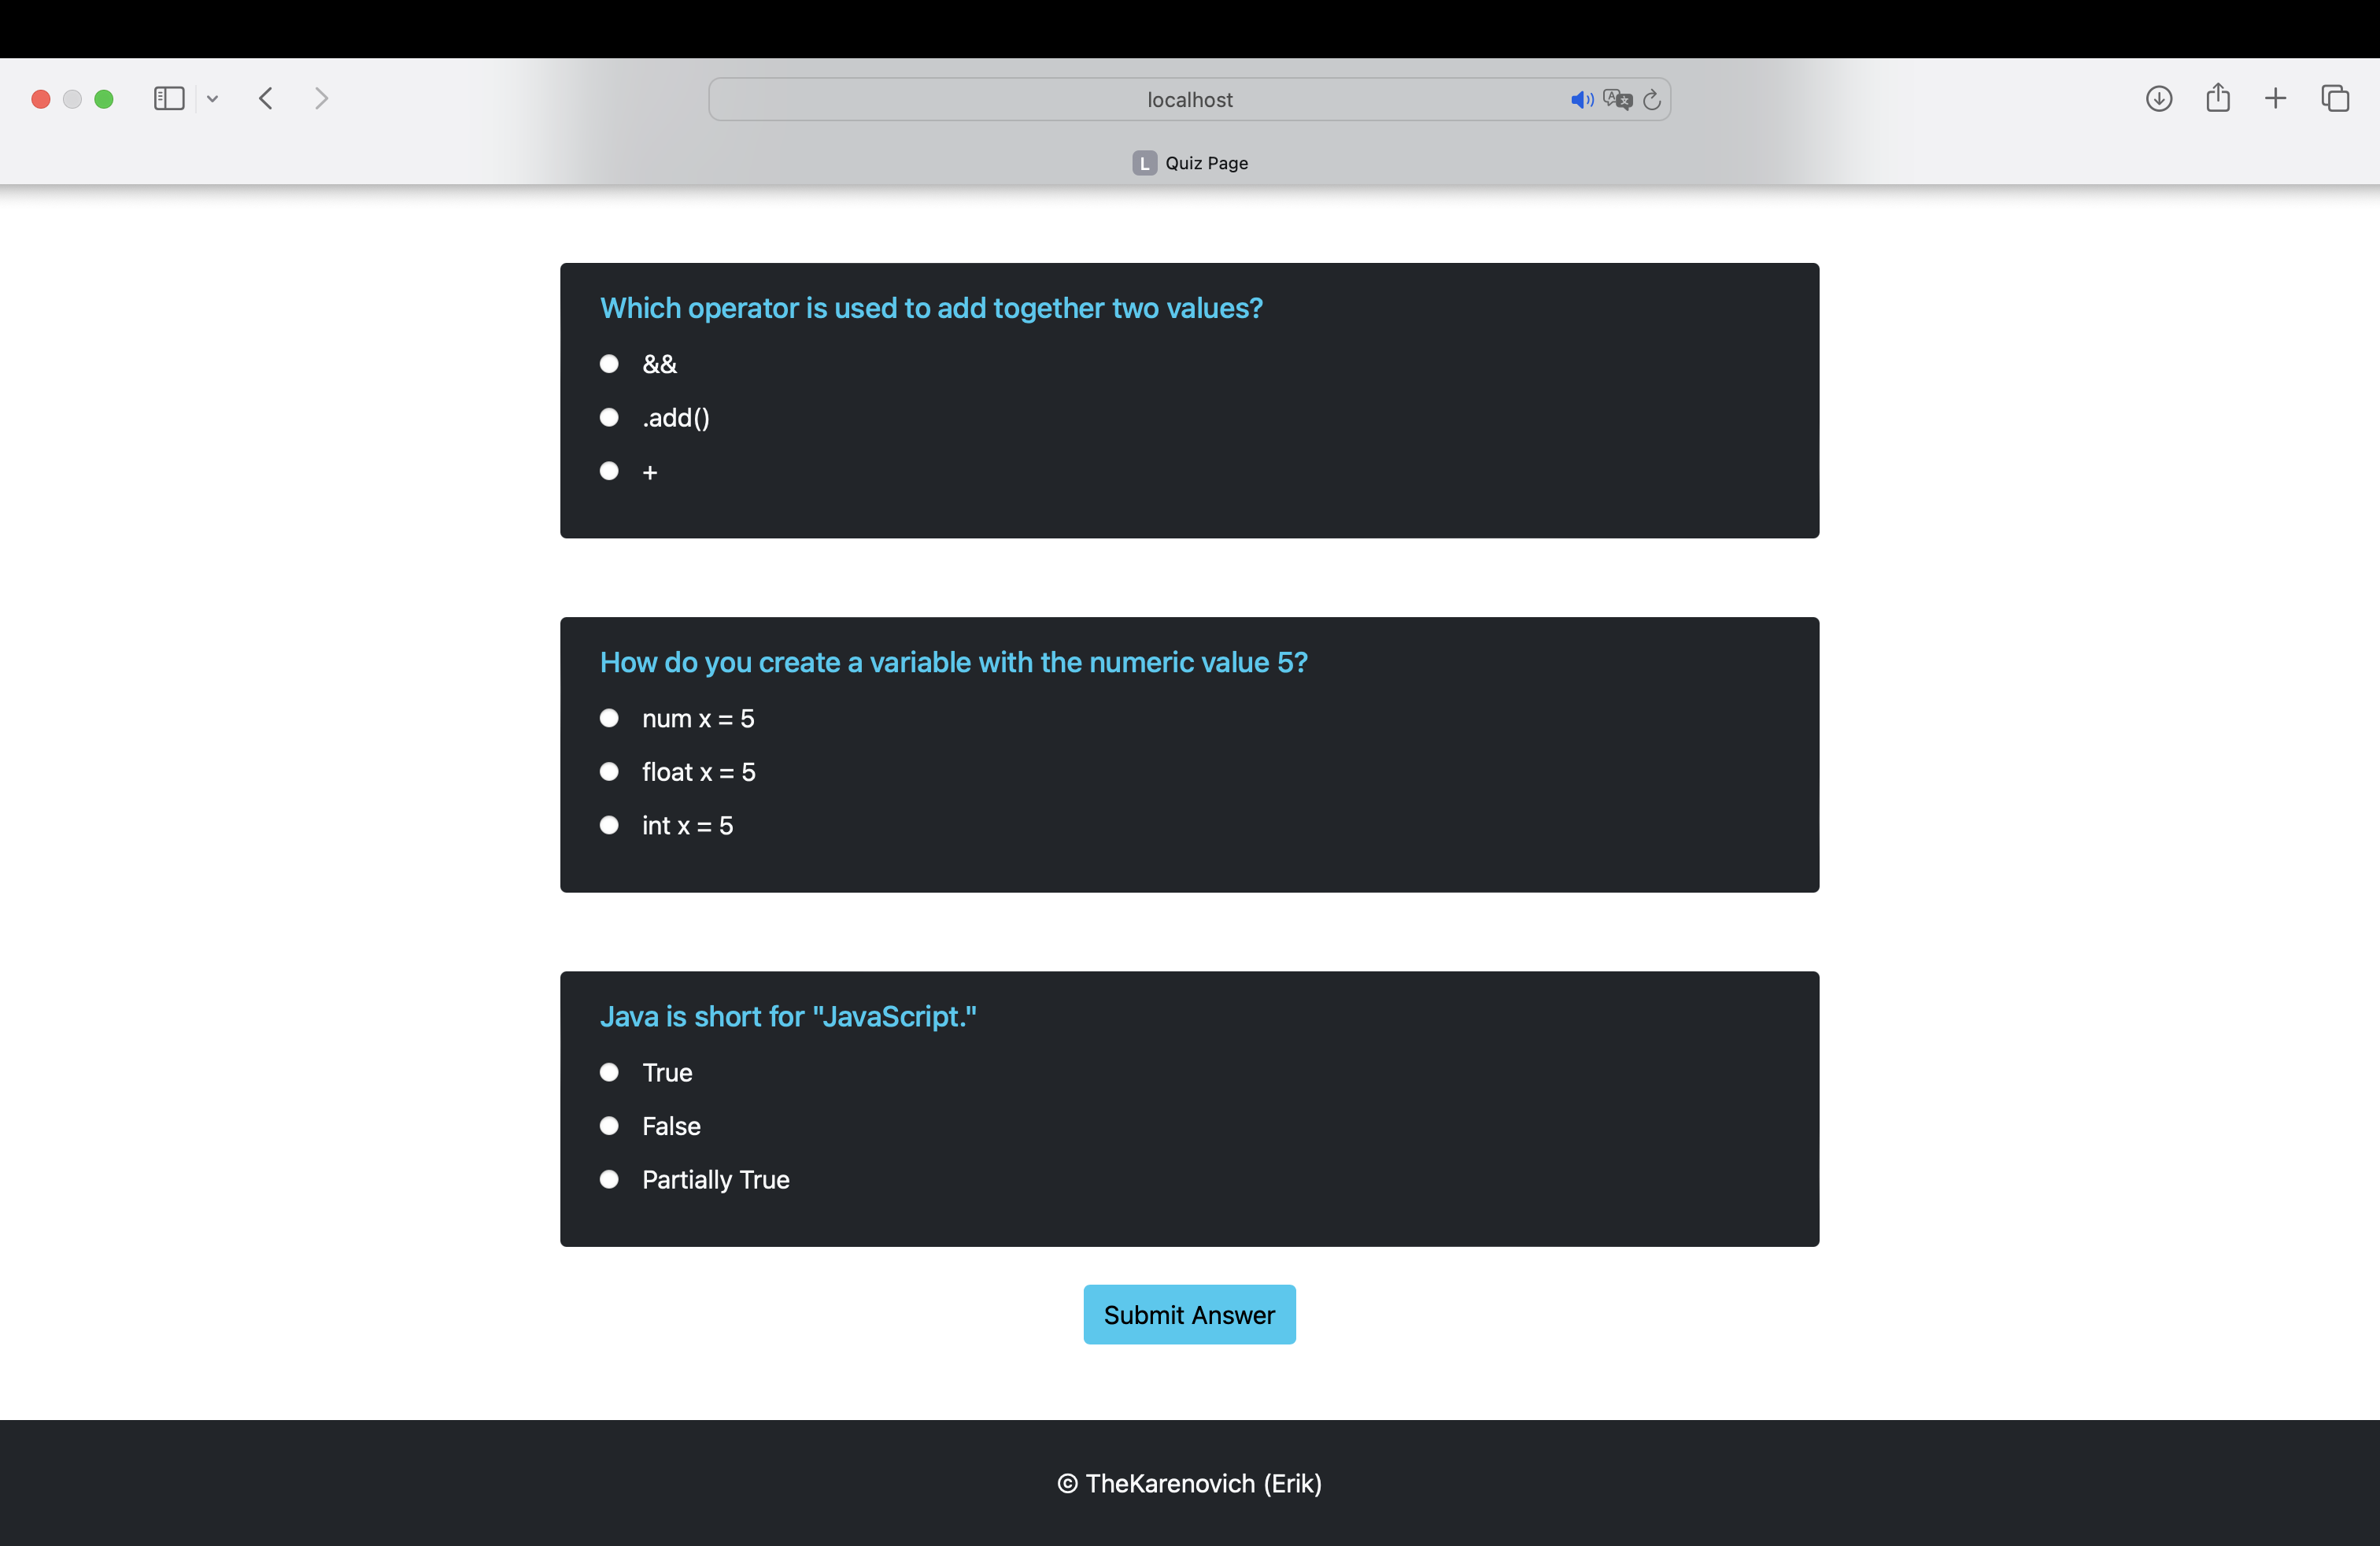 localhost
L Quiz Page
Which operator is used to add together two values?
&&
.add()
+
How do you create a variable with the numeric value 5?
num x = 5
float x = 5
int x = 5
Java is short for "JavaScript."
True
False
Partially True
Submit Answer
© TheKarenovich (Erik)